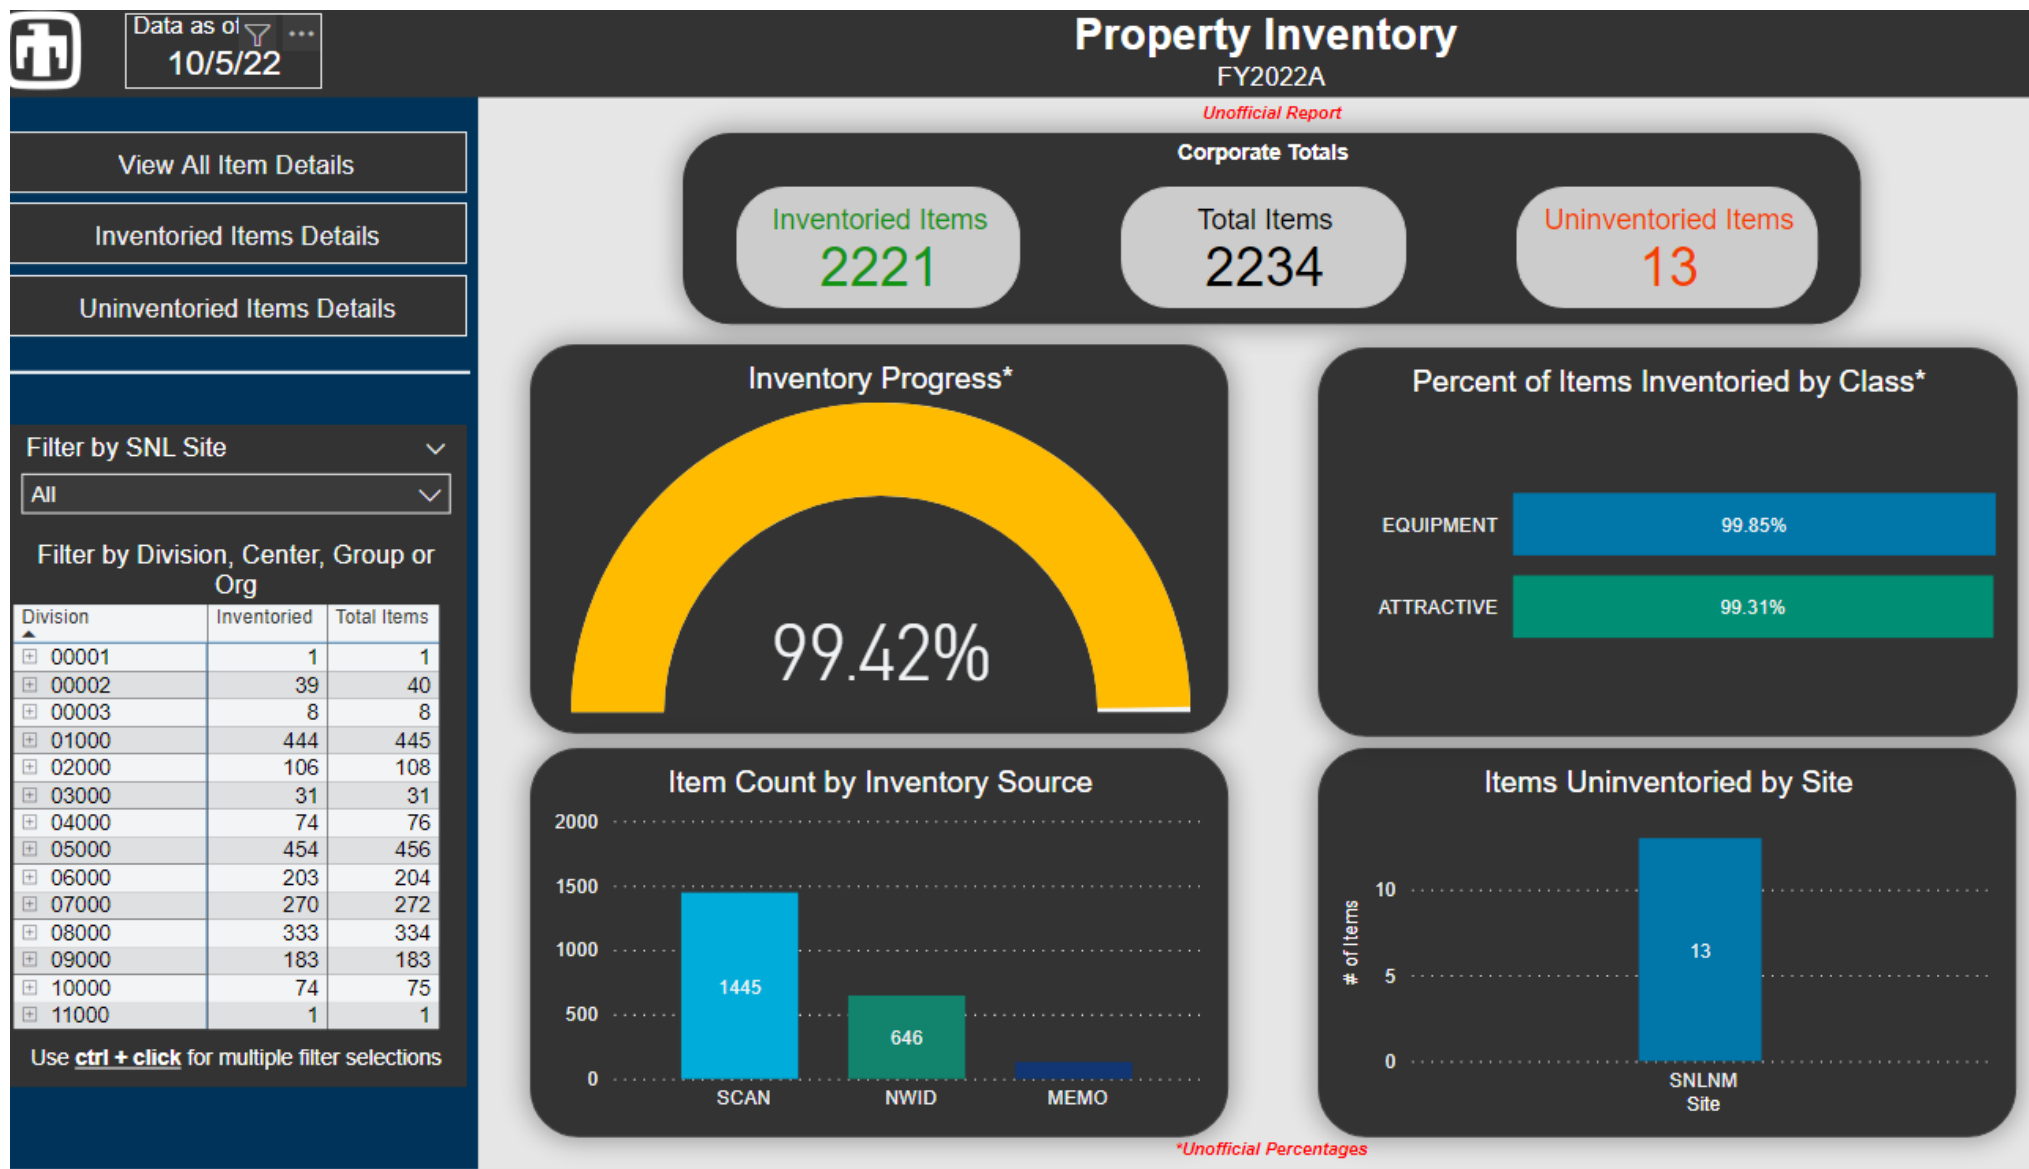 Data as of
10/5/22
Property Inventory
FY2022A
Unofficial Report
View All Item Details
Inventoried Items Details
Uninventoried Items Details
Filter by SNL Site
All
Filter by Division, Center, Group or
Org
Division Inventoried Total Items
00001 1 1
00002 39 40
00003 8 8
01000 444 445
02000 106 108
03000 31 31
04000 74 76
05000 454 456
06000 203 204
07000 270 272
08000 333 334
09000 183 183
10000 74 75
11000 1 1
Use ctrl + click for multiple filter selections
Corporate Totals
Inventoried Items
2221
Total Items
2234
Uninventoried Items
13
Inventory Progress*
99.42%
Percent of Items Inventoried by Class*
EQUIPMENT 99.85%
ATTRACTIVE 99.31%
Item Count by Inventory Source
2000
1500
1000
500
0
1445
646
SCAN NWID MEMO
Items Uninventoried by Site
# of Items
10
5
0
13
SNLNM
Site
*Unofficial Percentages